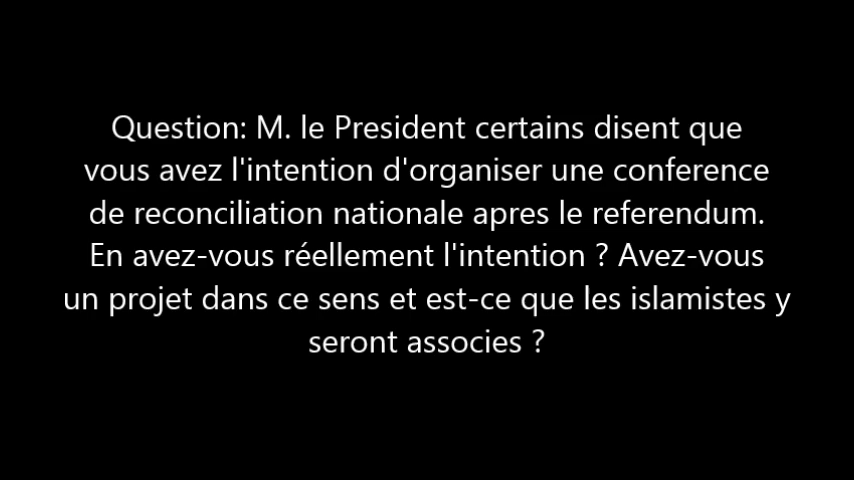 Question: M. le President certains disent que
vous avez l'intention d'organiser une conference
de reconciliation nationale apres le referendum.
En avez-vous réellement l'intention ? Avez-vous
un projet dans ce sens et est-ce que les islamistes y
seront associes ?